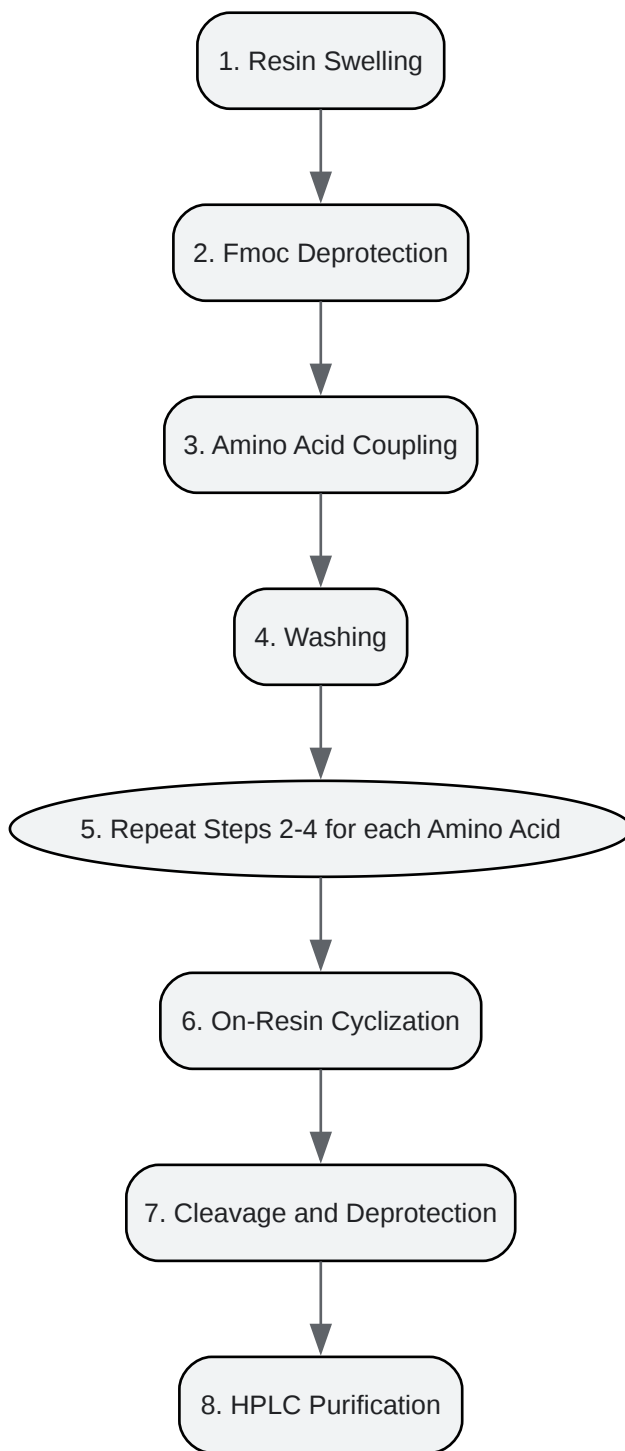 1. Resin Swelling
2. Fmoc Deprotection
3. Amino Acid Coupling
4. Washing
5. Repeat Steps 2-4 for each Amino Acid
6. On-Resin Cyclization
7. Cleavage and Deprotection
8. HPLC Purification